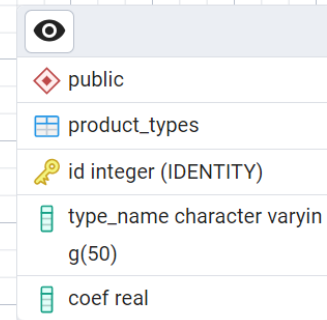 public
product_types
id integer (IDENTITY)
type_name character varyin
g(50)
coef real